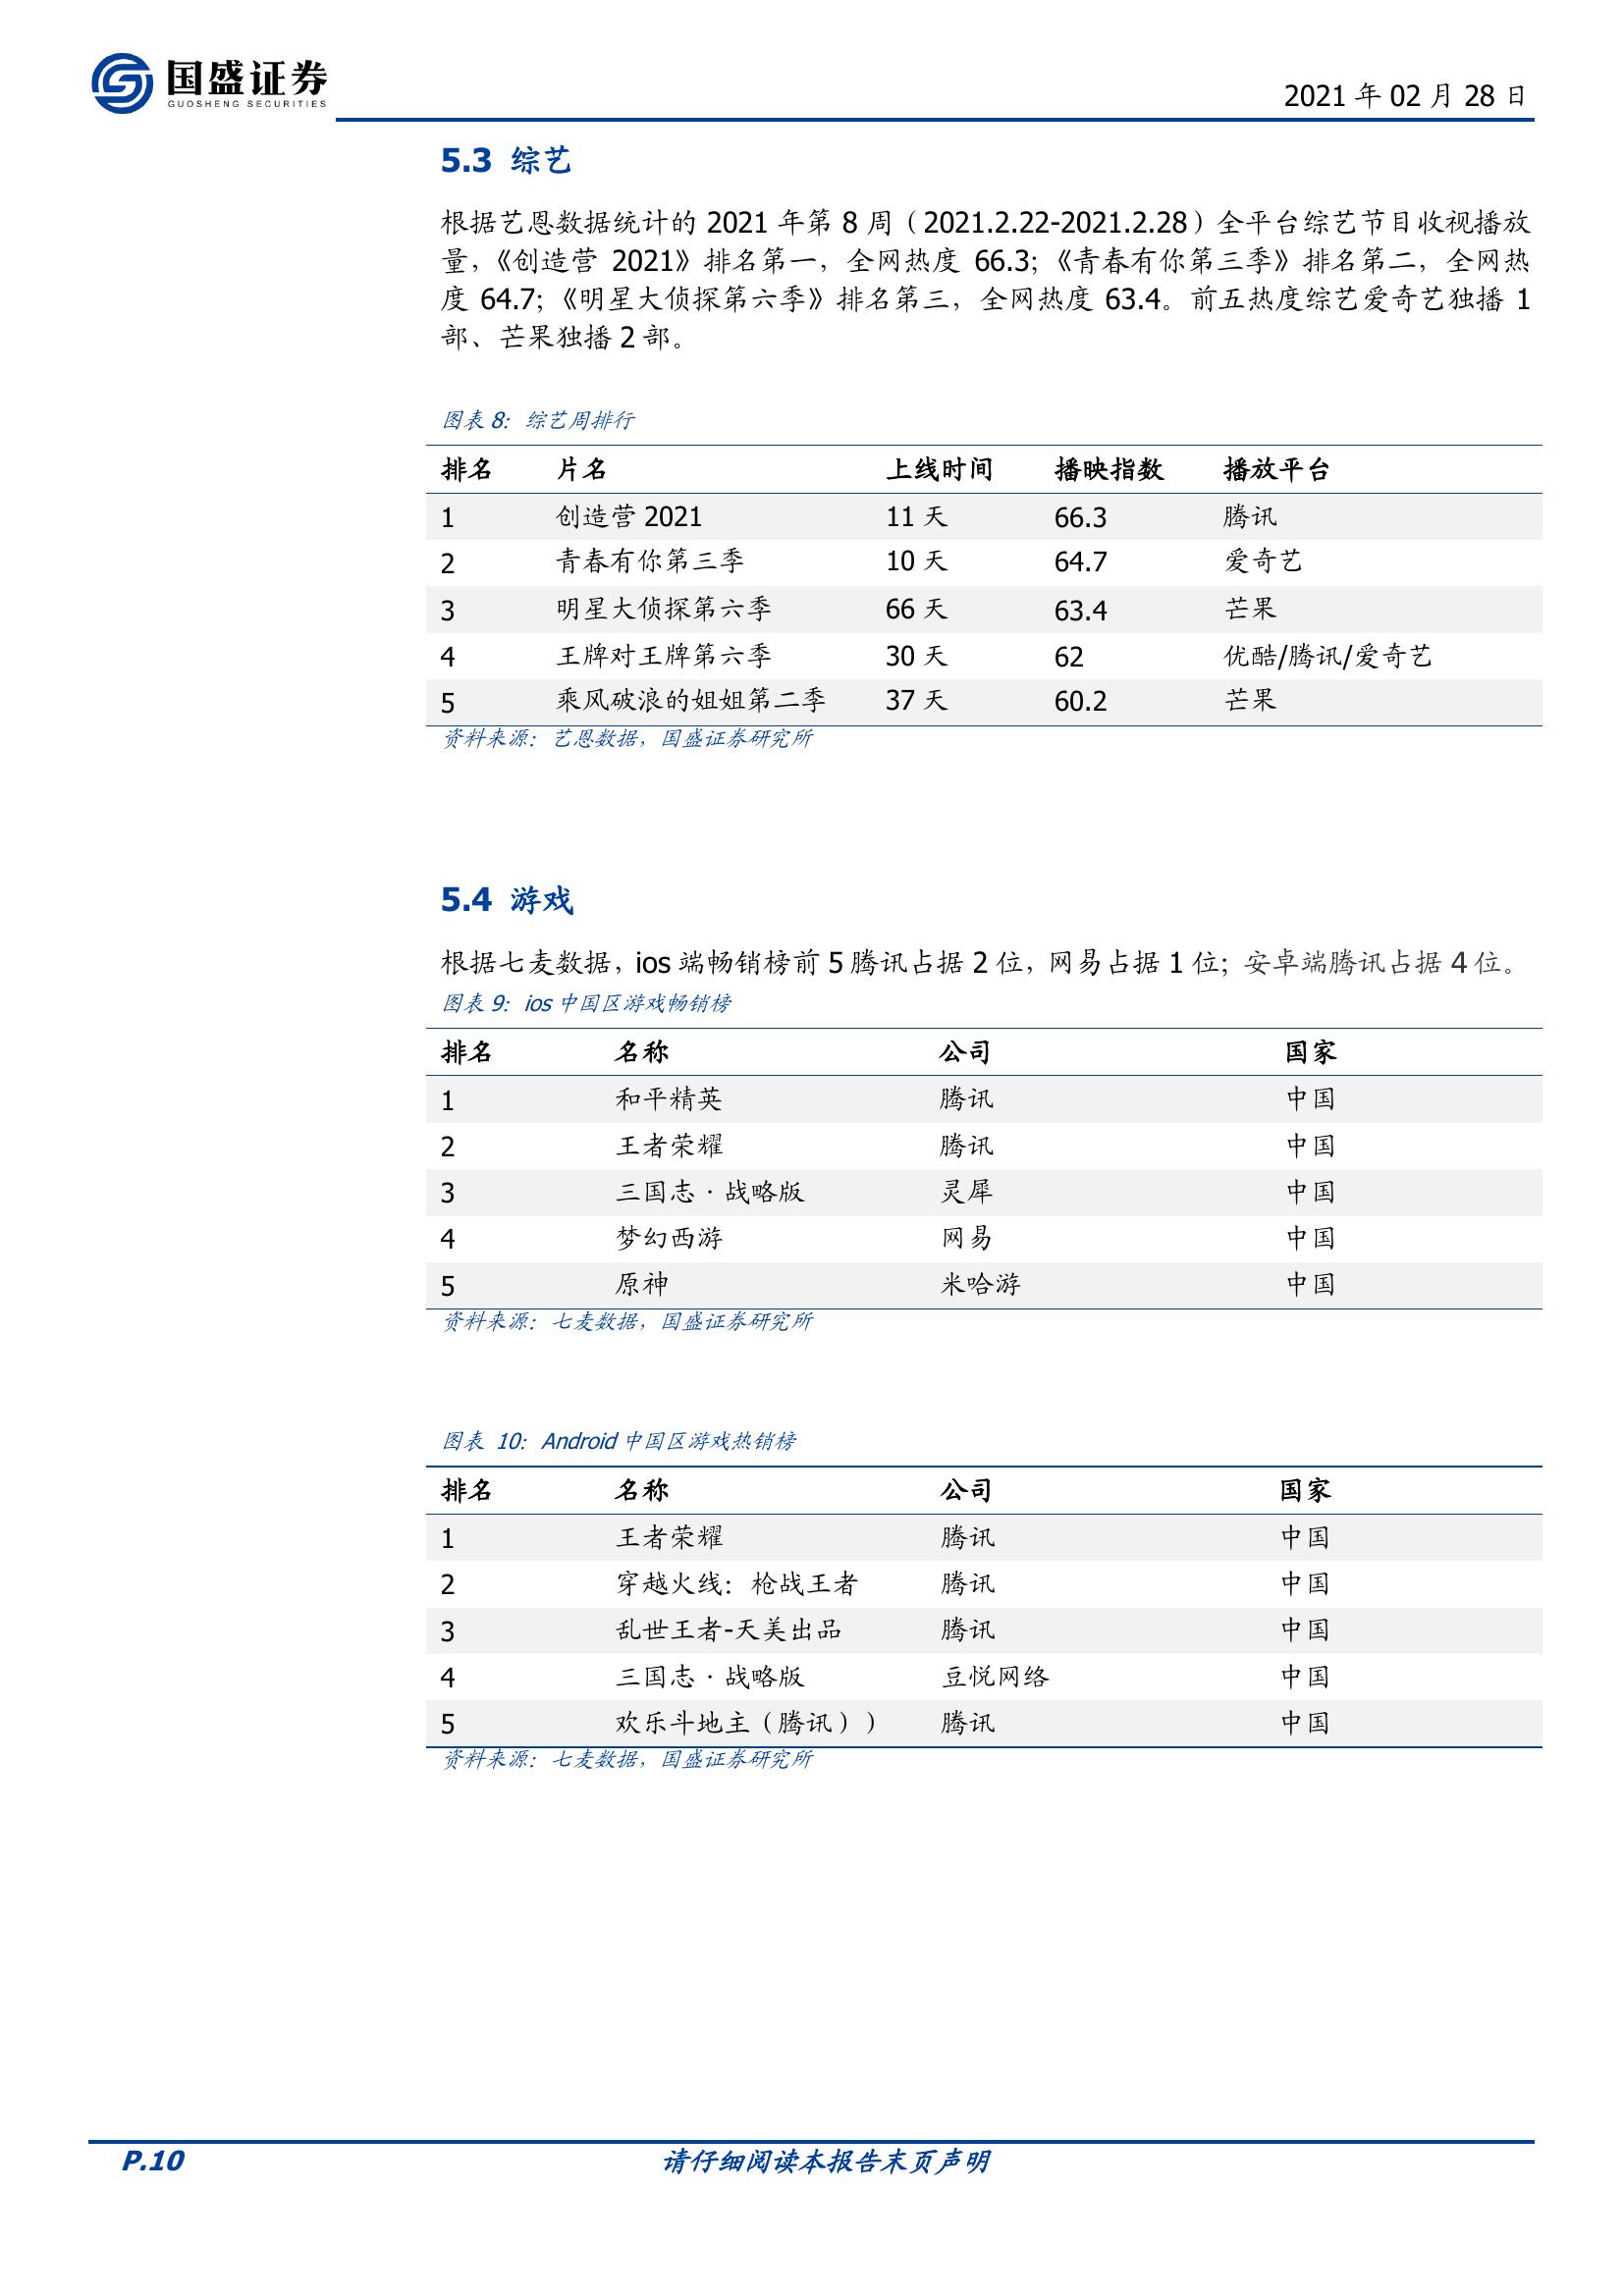 国盛证券
GUOSHENG SECURITIES
2021 年 02 月 28 日
5.3 综艺
根据艺恩数据统计的 2021 年第 8 周（2021.2.22-2021.2.28）全平台综艺节目收视播放
量，《创造营 2021》排名第一，全网热度 66.3；《青春有你第三季》排名第二，全网热
度 64.7；《明星大侦探第六季》排名第三，全网热度 63.4。前五热度综艺爱奇艺独播 1
部、芒果独播 2 部。
图表 8：综艺周排行
排名 片名 上线时间 播映指数 播放平台
1 创造营 2021 11 天 66.3 腾讯
2 青春有你第三季 10 天 64.7 爱奇艺
3 明星大侦探第六季 66 天 63.4 芒果
4 王牌对王牌第六季 30 天 62 优酷/腾讯/爱奇艺
5 乘风破浪的姐姐第二季 37 天 60.2 芒果
资料来源：艺恩数据，国盛证券研究所
5.4 游戏
根据七麦数据，ios 端畅销榜前 5 腾讯占据 2 位，网易占据 1 位；安卓端腾讯占据 4 位。
图表 9：ios 中国区游戏畅销榜
排名 名称 公司 国家
1 和平精英 腾讯 中国
2 王者荣耀 腾讯 中国
3 三国志·战略版 灵犀 中国
4 梦幻西游 网易 中国
5 原神 米哈游 中国
资料来源：七麦数据，国盛证券研究所
图表 10：Android 中国区游戏热销榜
排名 名称 公司 国家
1 王者荣耀 腾讯 中国
2 穿越火线：枪战王者 腾讯 中国
3 乱世王者-天美出品 腾讯 中国
4 三国志·战略版 豆悦网络 中国
5 欢乐斗地主（腾讯）） 腾讯 中国
资料来源：七麦数据，国盛证券研究所
P.10 请仔细阅读本报告末页声明